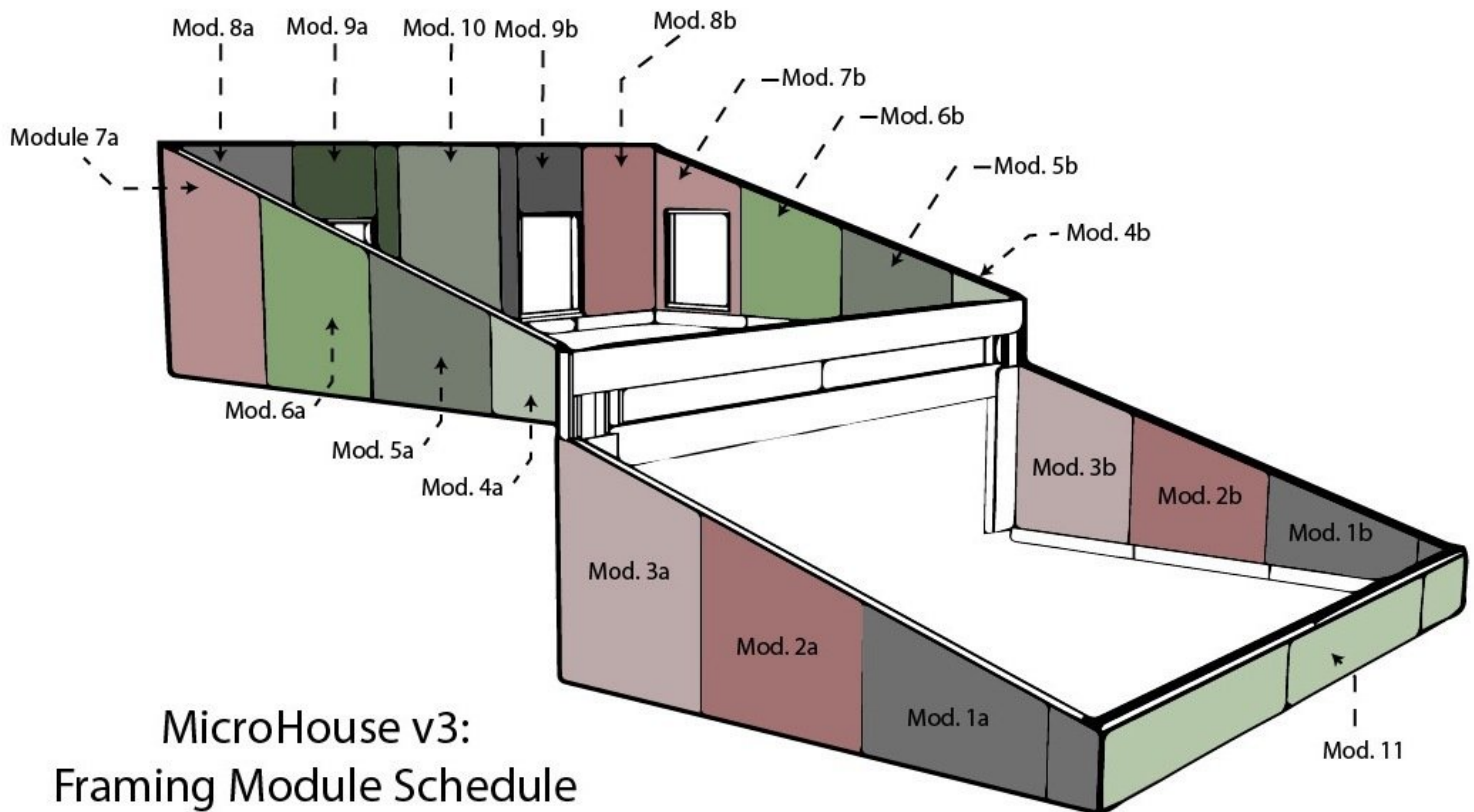 Mod. 8a
Mod. 9a
Mod. 10
Mod. 9b
Mod. 8b
Mod. 7b
Mod. 6b
Mod. 5b
Mod. 4b
Module 7a
Mod. 6a
Mod. 5a
Mod. 4a
Mod. 3b
Mod. 2b
Mod. 1b
Mod. 3a
Mod. 2a
Mod. 1a
Mod. 11
MicroHouse v3:
Framing Module Schedule